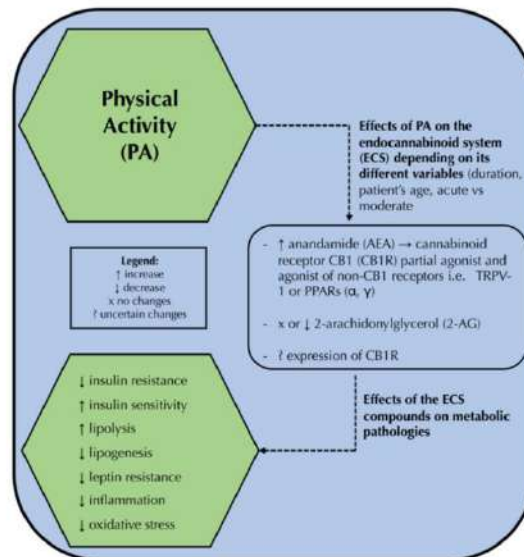 Physical
Activity
(PA)
Effects of PA on the
endocannabinoid system
(ECS) depending on its
different variables (duration,
patient's age, acute vs
moderate
- ↑ anandamide (AEA) → cannabinoid
receptor CB1 (CB1R) partial agonist and
agonist of non-CB1 receptors i.e. TRPV-
1 or PPARs (α, γ)
- x or ↓ 2-arachidonylglycerol (2-AG)
- ? expression of CB1R
Legend:
↑ increase
↓ decrease
x no changes
? uncertain changes
Effects of the ECS
compounds on metabolic
pathologies
↓ insulin resistance
↑ insulin sensitivity
↑ lipolysis
↓ lipogenesis
↓ leptin resistance
↓ inflammation
↓ oxidative stress